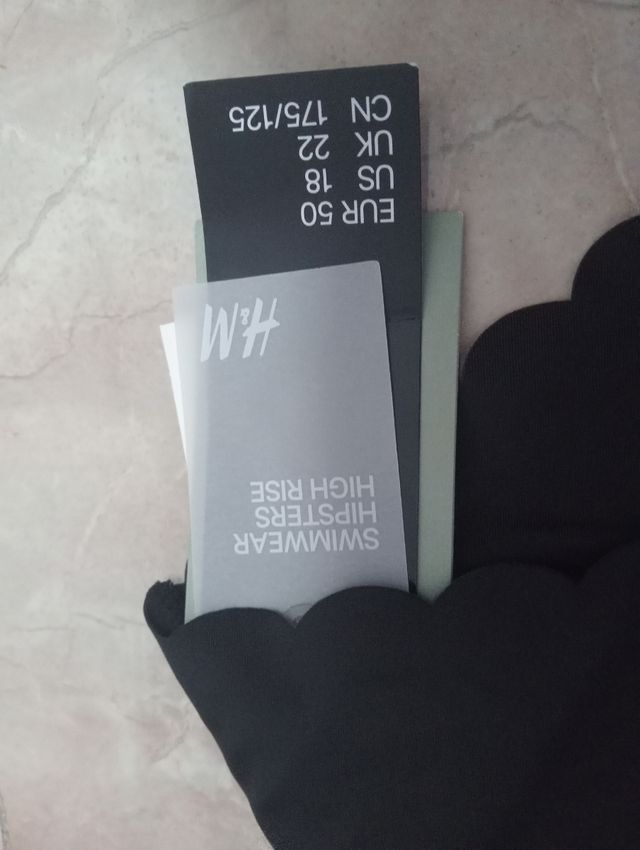 EUR 50
US 18
UK 22
CN 175/125
SWIMWEAR
HIPSTERS
HIGH RISE
H&M